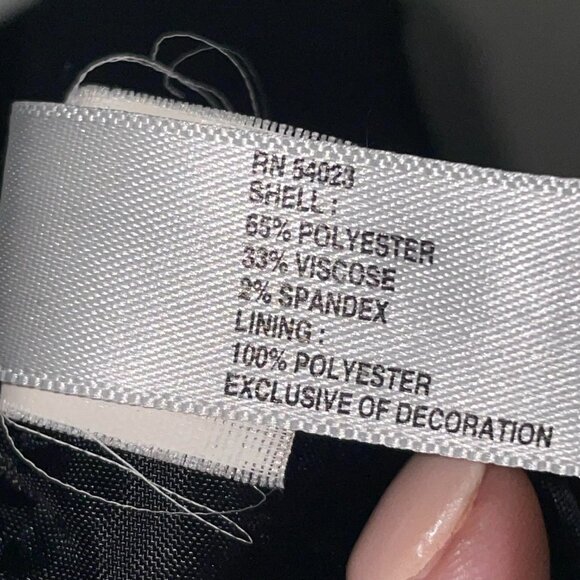 RN 54023
SHELL :
65% POLYESTER
33% VISCOSE
2% SPANDEX
LINING :
100% POLYESTER
EXCLUSIVE OF DECORATION